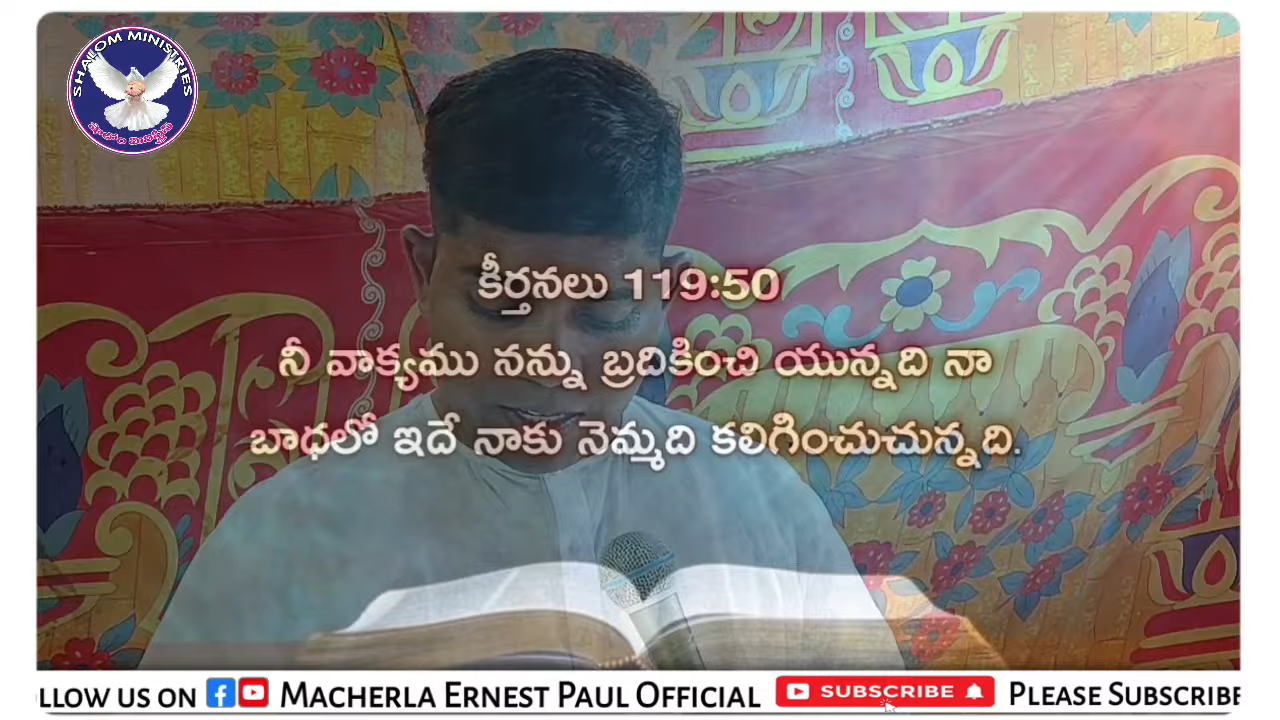 SHALOM MINISTRIES
షాలోం మినిస్ట్రీస్
కీర్తనలు 119:50
నీ వాక్యము నన్ను బ్రదికించి యున్నది నా
బాధలో ఇదే నాకు నెమ్మది కలిగించుచున్నది.
OLLOW US ON MACHERLA ERNEST PAUL OFFICIAL SUBSCRIBE PLEASE SUBSCRIBE